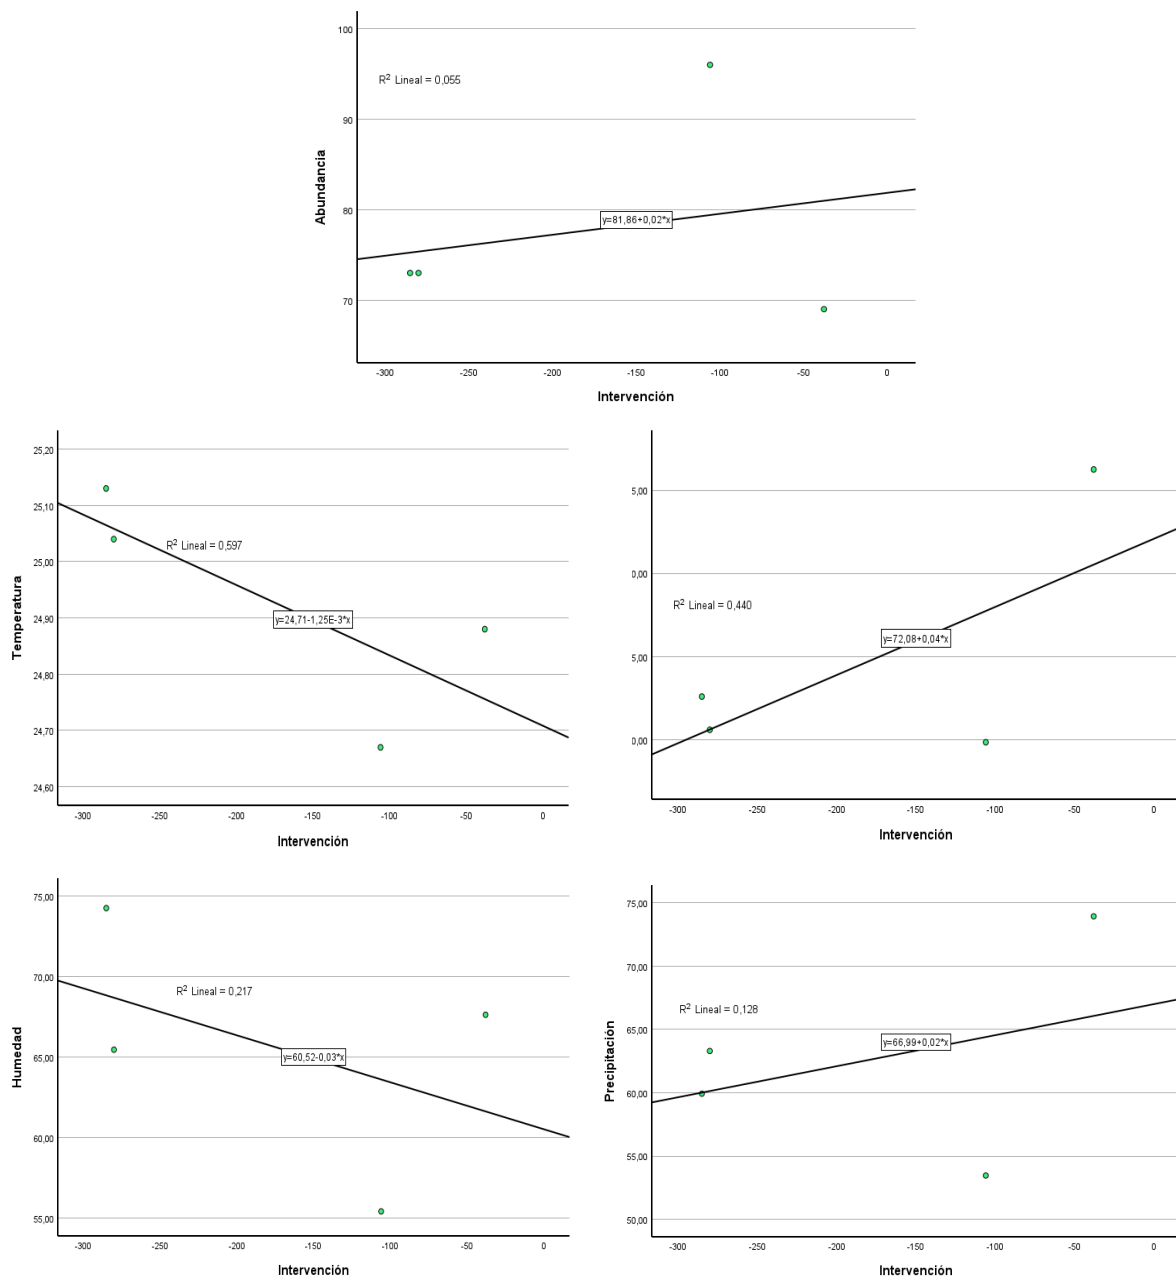 100
R² Lineal = 0,055
90
Abundancia
80
y=81,86+0,02*x
70
-300 -250 -200 -150 -100 -50 0
Intervención
25,20
25,10
R² Lineal = 0,597
25,00
24,90
y=24,71-1,25E-3*x
Temperatura
24,80
24,70
24,60
-300 -250 -200 -150 -100 -50 0
Intervención
5,00
0,00
R² Lineal = 0,440
y=72,08+0,04*x
5,00
0,00
-300 -250 -200 -150 -100 -50 0
Intervención
75,00
70,00
R² Lineal = 0,217
Humedad
65,00
y=60,52-0,03*x
60,00
55,00
-300 -250 -200 -150 -100 -50 0
Intervención
75,00
70,00
R² Lineal = 0,128
65,00
y=66,99+0,02*x
Precipitación
60,00
55,00
50,00
-300 -250 -200 -150 -100 -50 0
Intervención